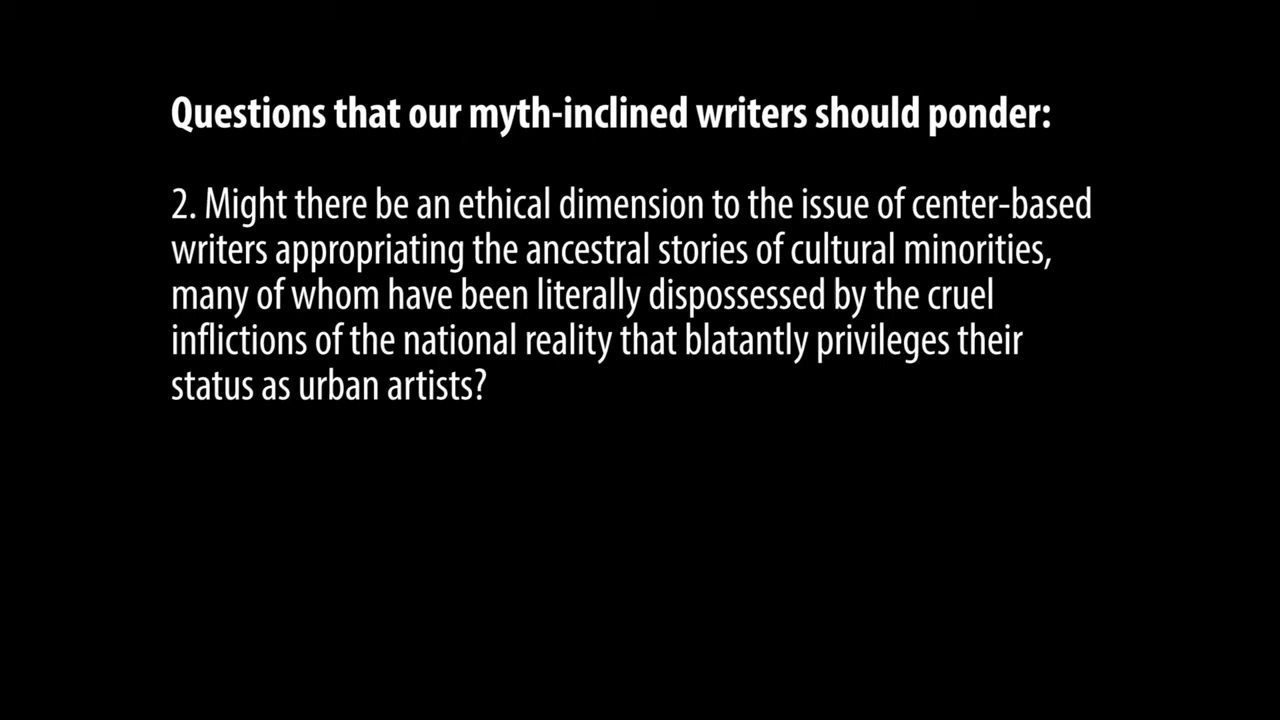 Questions that our myth-inclined writers should ponder:
2. Might there be an ethical dimension to the issue of center-based
writers appropriating the ancestral stories of cultural minorities,
many of whom have been literally dispossessed by the cruel
inflictions of the national reality that blatantly privileges their
status as urban artists?